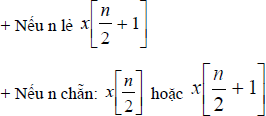 + Nếu n lẻ x[n/2 + 1]
+ Nếu n chẵn: x[n/2] hoặc x[n/2 + 1]